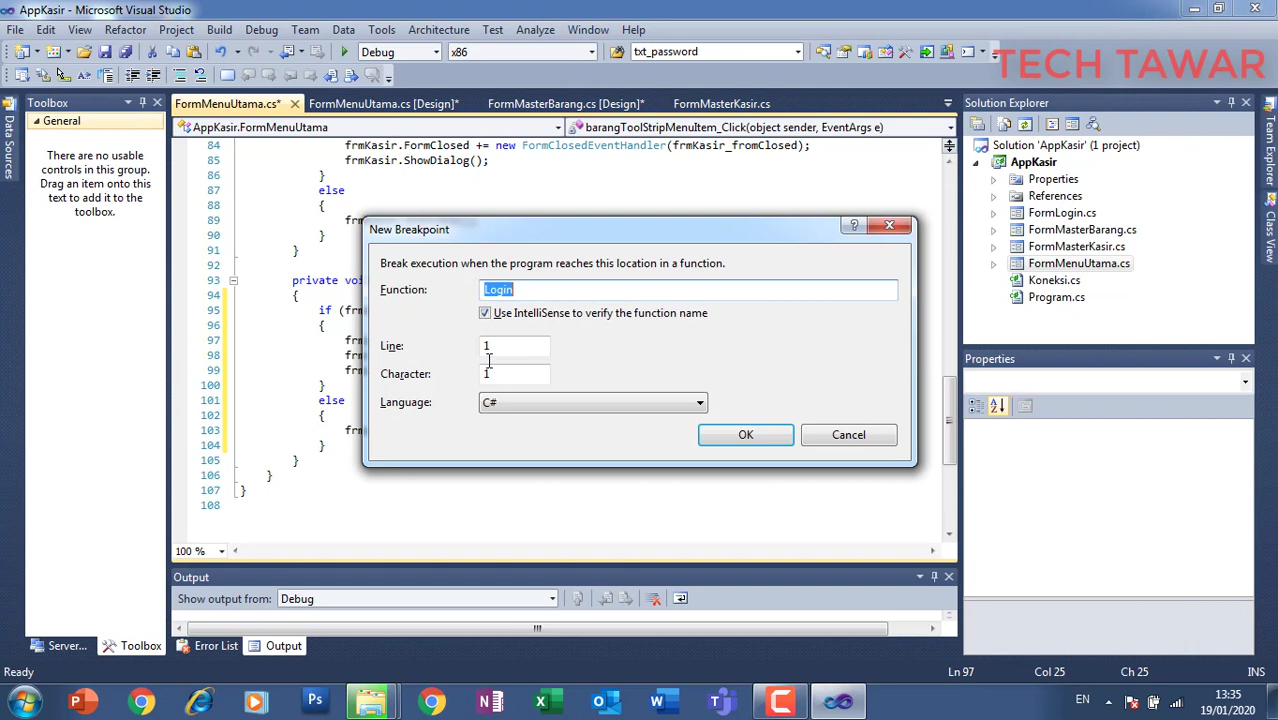 AppKasir - Microsoft Visual Studio
File Edit View Refactor Project Build Debug Team Data Tools Architecture Test Analyze Window Help
Debug x86 txt_password
TECH TAWAR
Toolbox
General
There are no usable
controls in this group.
Drag an item onto this
text to add it to the
toolbox.
Data Sources
FormMenuUtama.cs* FormMenuUtama.cs [Design]* FormMasterBarang.cs [Design]* FormMasterKasir.cs
AppKasir.FormMenuUtama barangToolStripMenuItem_Click(object sender, EventArgs e)
84 frmKasir.FormClosed += new FormClosedEventHandler(frmKasir_fromClosed);
85 frmKasir.ShowDialog();
86 }
87 else
88 {
89
90 }
91 }
92
93 private
94 {
95 if
96 {
97
98
99
100 }
101 else
102 {
103
104 }
105 }
106 }
107 }
108
100 %
New Breakpoint
Break execution when the program reaches this location in a function.
Function: Login
Use IntelliSense to verify the function name
Line: 1
Character: 1
Language: C#
OK Cancel
Output
Show output from: Debug
Solution Explorer
Solution 'AppKasir' (1 project)
AppKasir
Properties
References
FormLogin.cs
FormMasterBarang.cs
FormMasterKasir.cs
FormMenuUtama.cs
Koneksi.cs
Program.cs
Properties
Team Explorer
Class View
Server... Toolbox Error List Output
Ready Ln 97 Col 25 Ch 25 INS
EN 13:35
19/01/2020